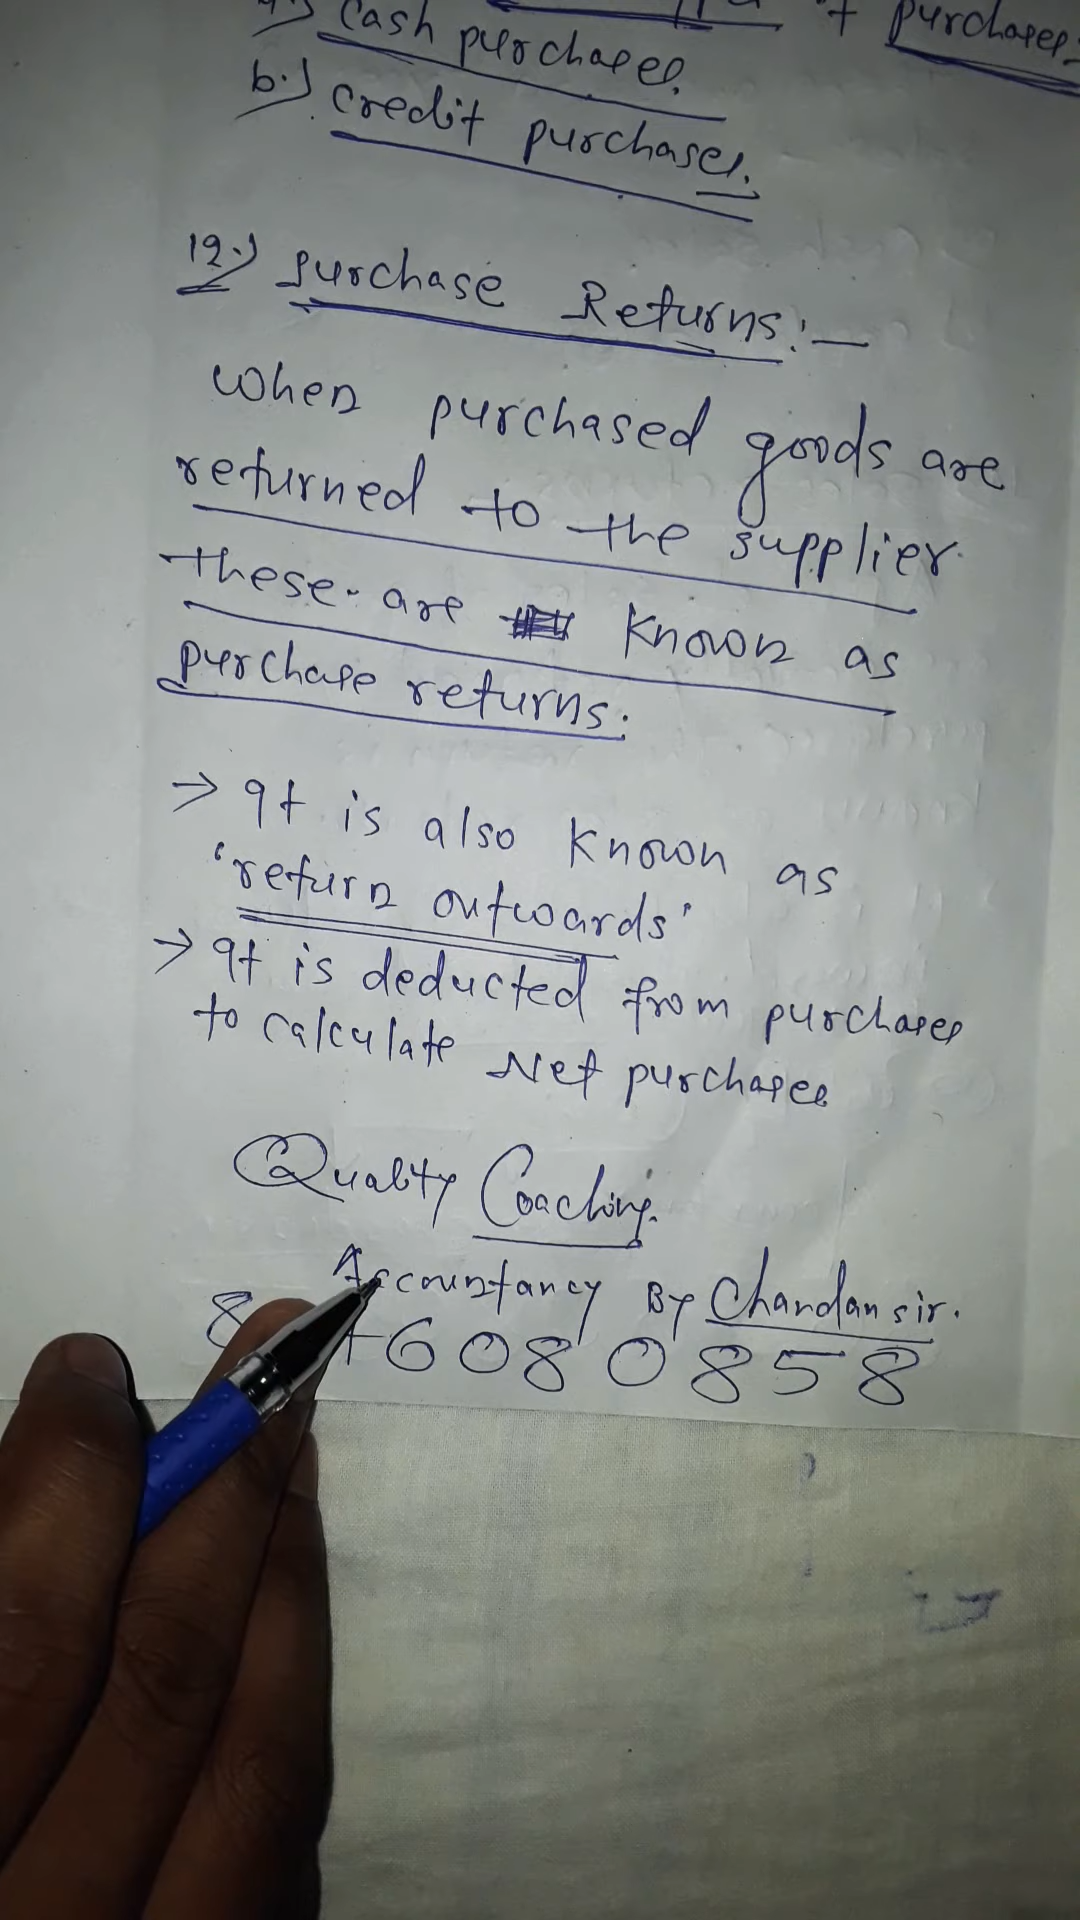 a.) Cash purchases.
purchases:
b.) Credit purchases.
12.) Purchase Returns:—
When purchased goods are
returned to the supplier
these are known as
purchase returns.
→ It is also known as
'return outwards'
→ It is deducted from purchases
to calculate Net purchases
Quality Coaching.
Accountancy By Chandan sir.
8 6080858